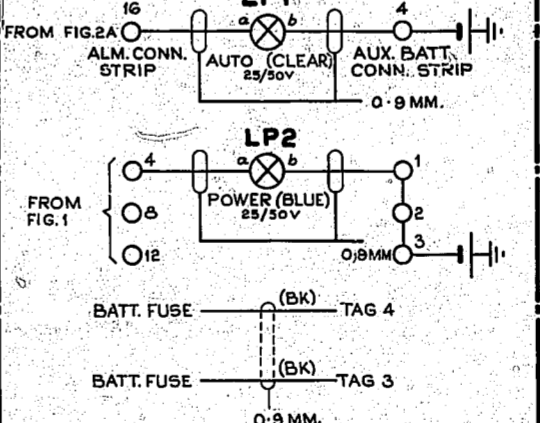 16
4
FROM FIG.2A
a
b
ALM. CONN. STRIP
AUTO (CLEAR)
25/50V
AUX. BATT. CONN. STRIP
0.9 MM.
LP2
4
a
b
1
FROM FIG.1
8
POWER (BLUE)
25/50V
2
12
0.9MM
3
BATT. FUSE
(BK)
TAG 4
BATT. FUSE
(BK)
TAG 3
0.9 MM.